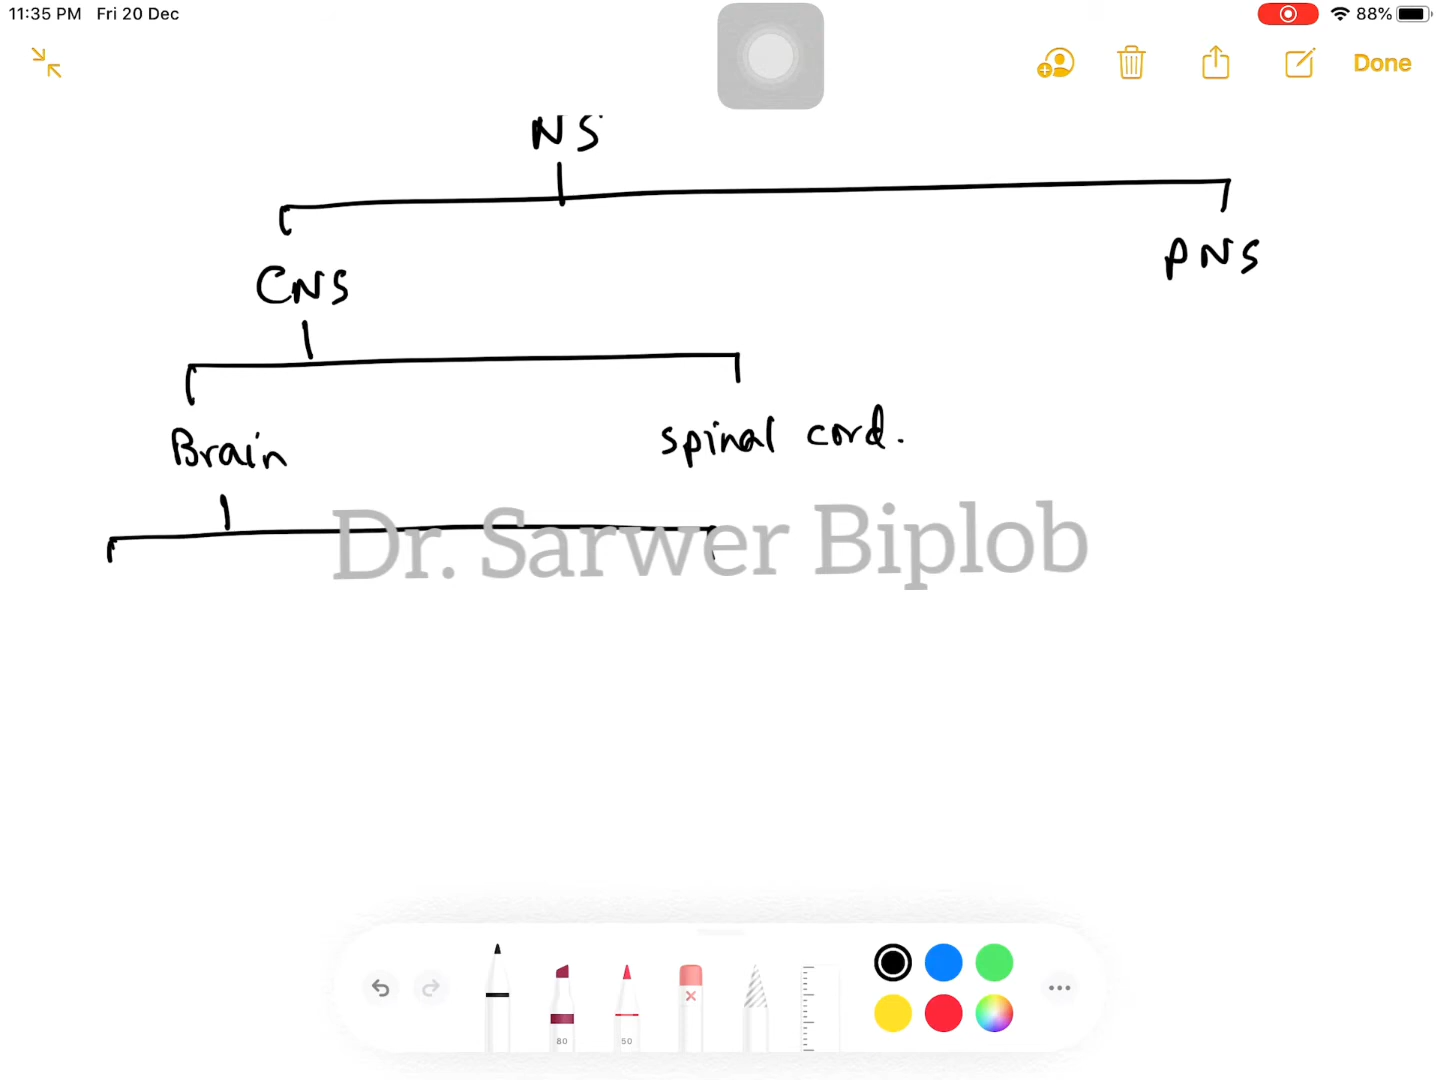 11:35 PM Fri 20 Dec
88%
Done
NS
CNS
PNS
Brain
spinal cord.
Dr. Sarwer Biplob
80
50